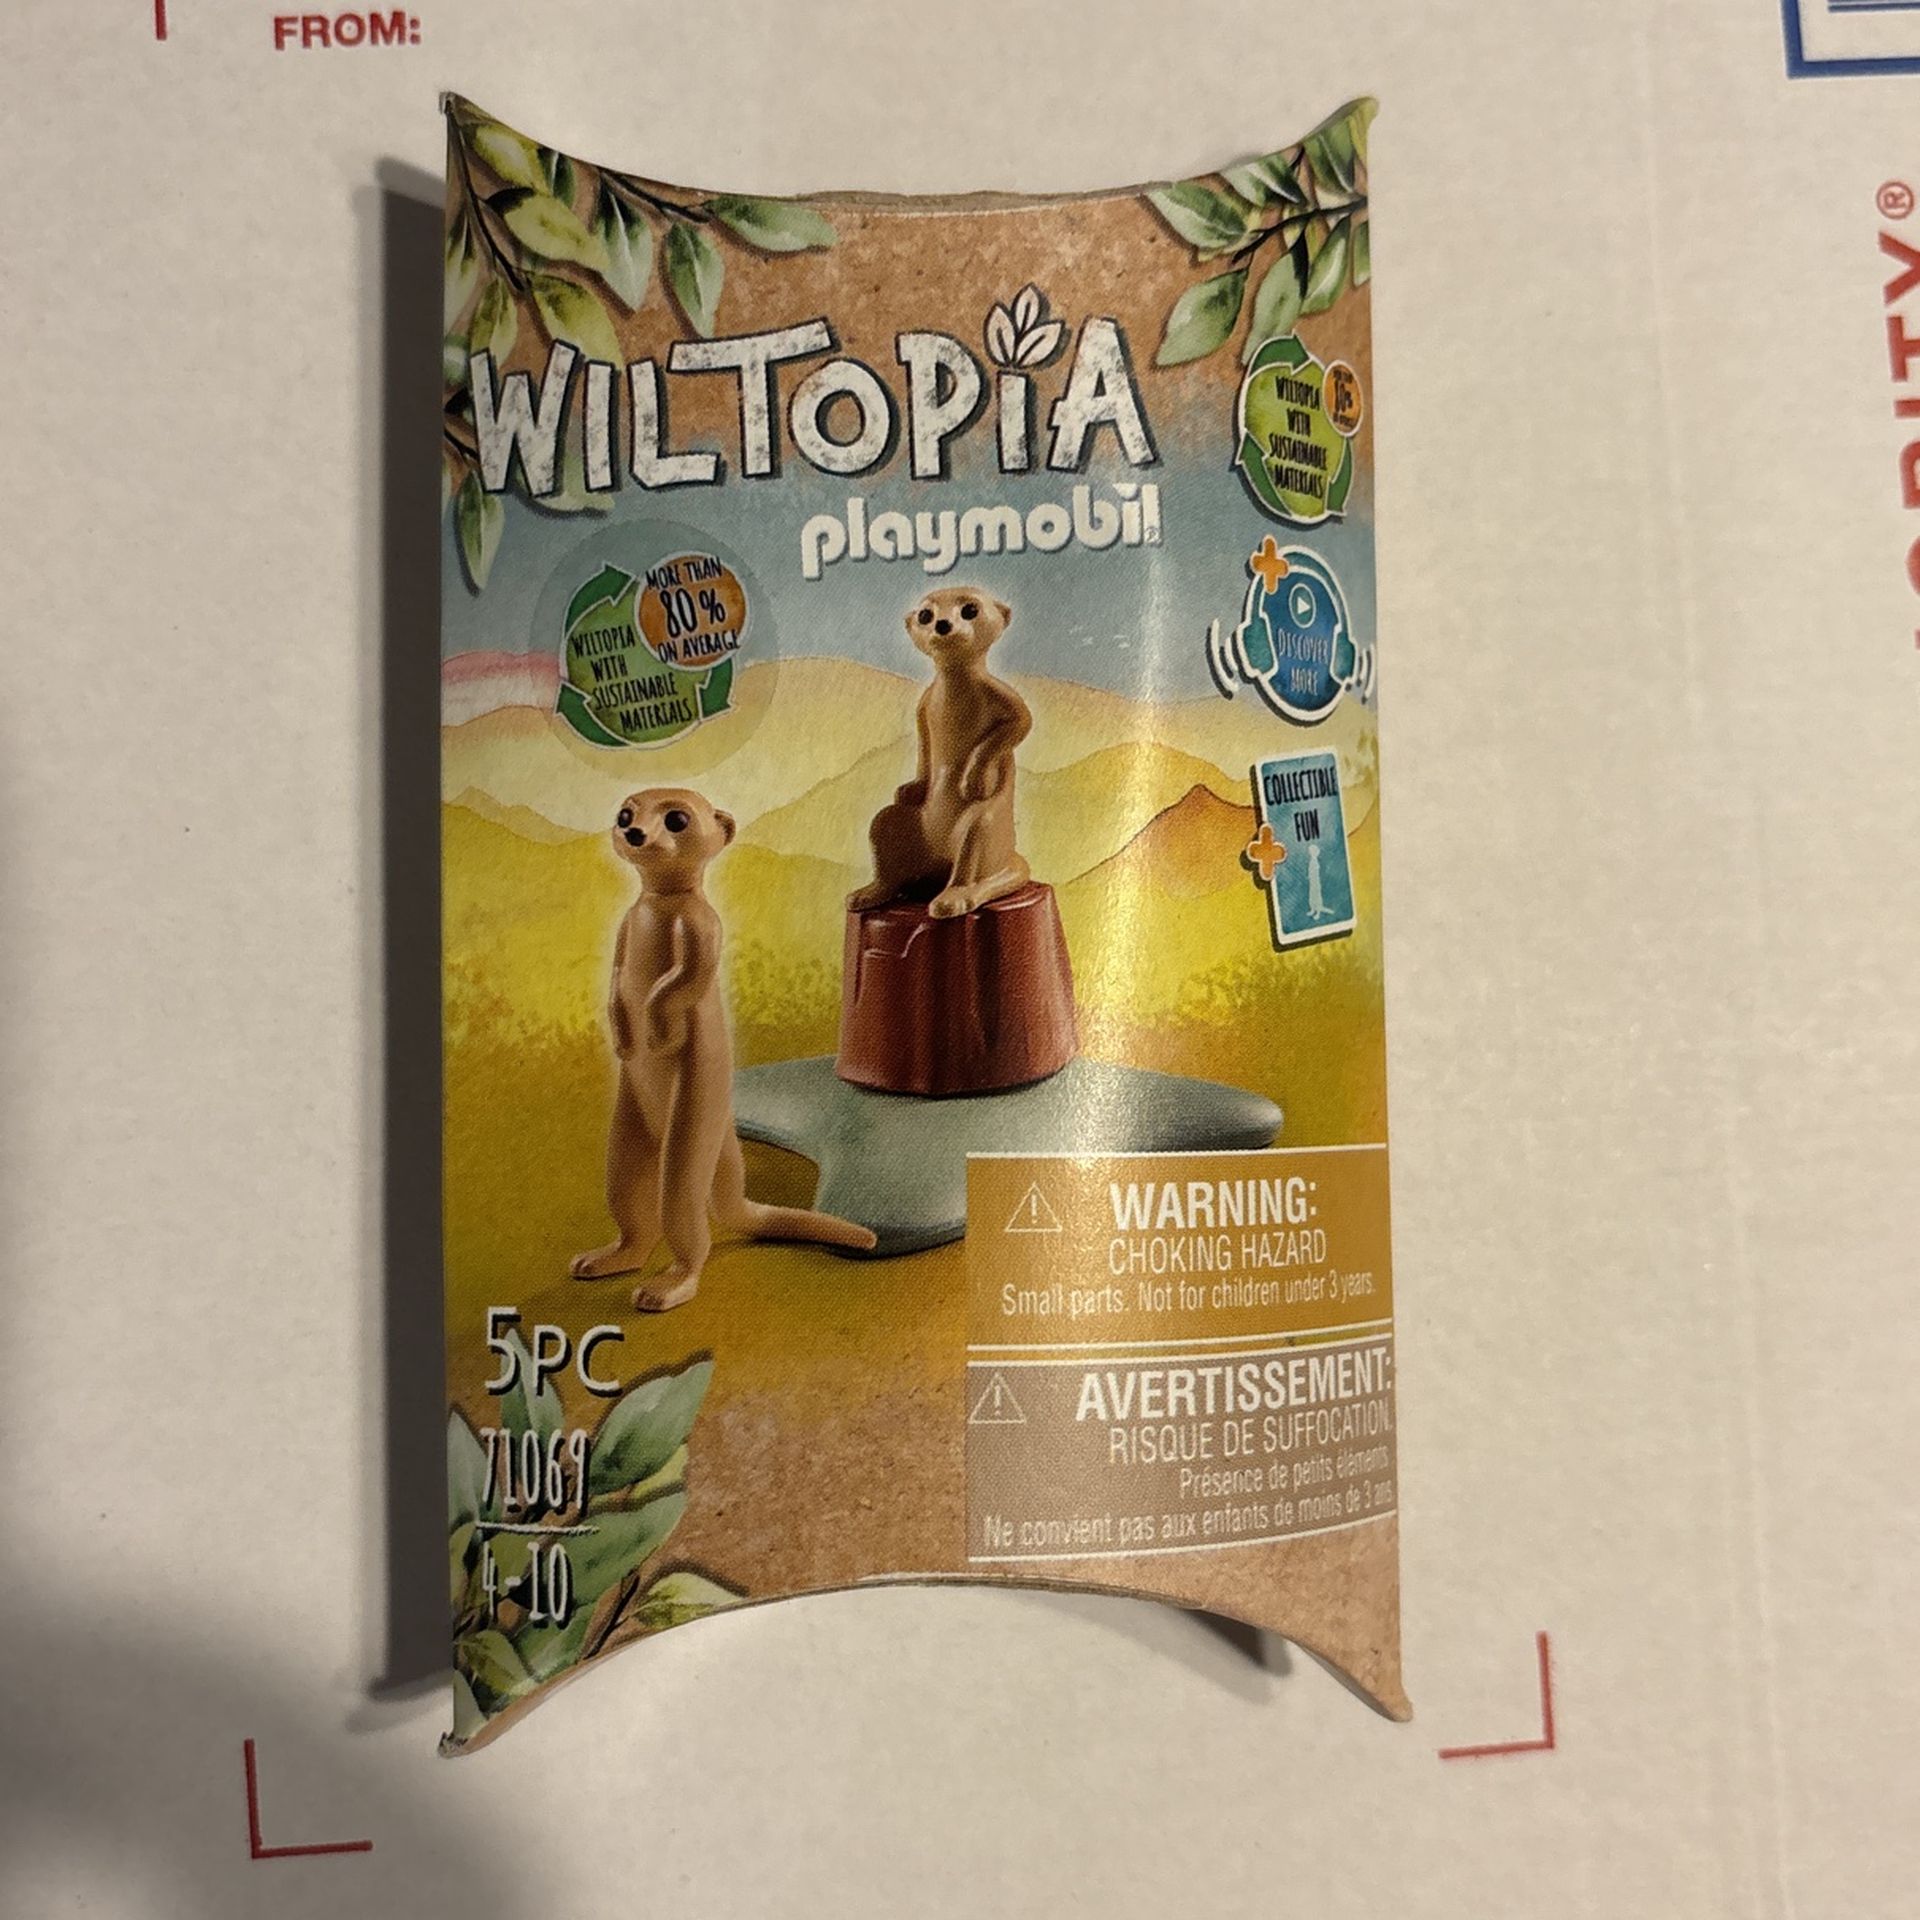 FROM:
WILTOPIA
playmobil
WILTOPIA
WITH
SUSTAINABLE
MATERIALS
MORE THAN
80 %
ON AVERAGE
WILTOPIA
WITH
SUSTAINABLE
MATERIALS
DISCOVER
MORE
COLLECTIBLE
FUN
WARNING:
CHOKING HAZARD
Small parts. Not for children under 3 years.
AVERTISSEMENT:
RISQUE DE SUFFOCATION.
Présence de petits éléments.
Ne convient pas aux enfants de moins de 3 ans.
5PC
71069
4-10